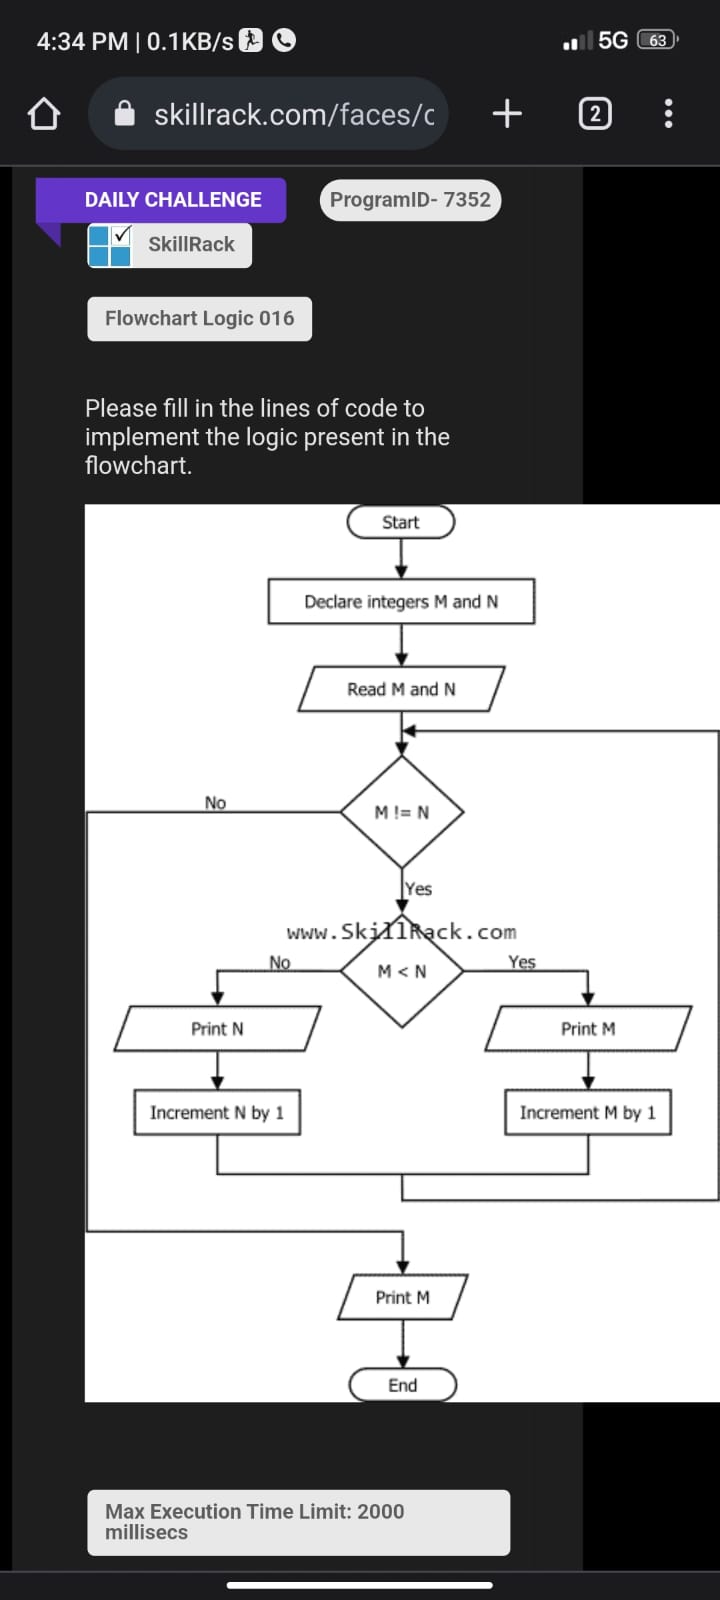 4:34 PM | 0.1KB/s
5G 63
skillrack.com/faces/c
2
DAILY CHALLENGE
ProgramID- 7352
SkillRack
Flowchart Logic 016
Please fill in the lines of code to
implement the logic present in the
flowchart.
Start
Declare integers M and N
Read M and N
No
M != N
Yes
www.SkillRack.com
No
M < N
Yes
Print N
Print M
Increment N by 1
Increment M by 1
Print M
End
Max Execution Time Limit: 2000
millisecs